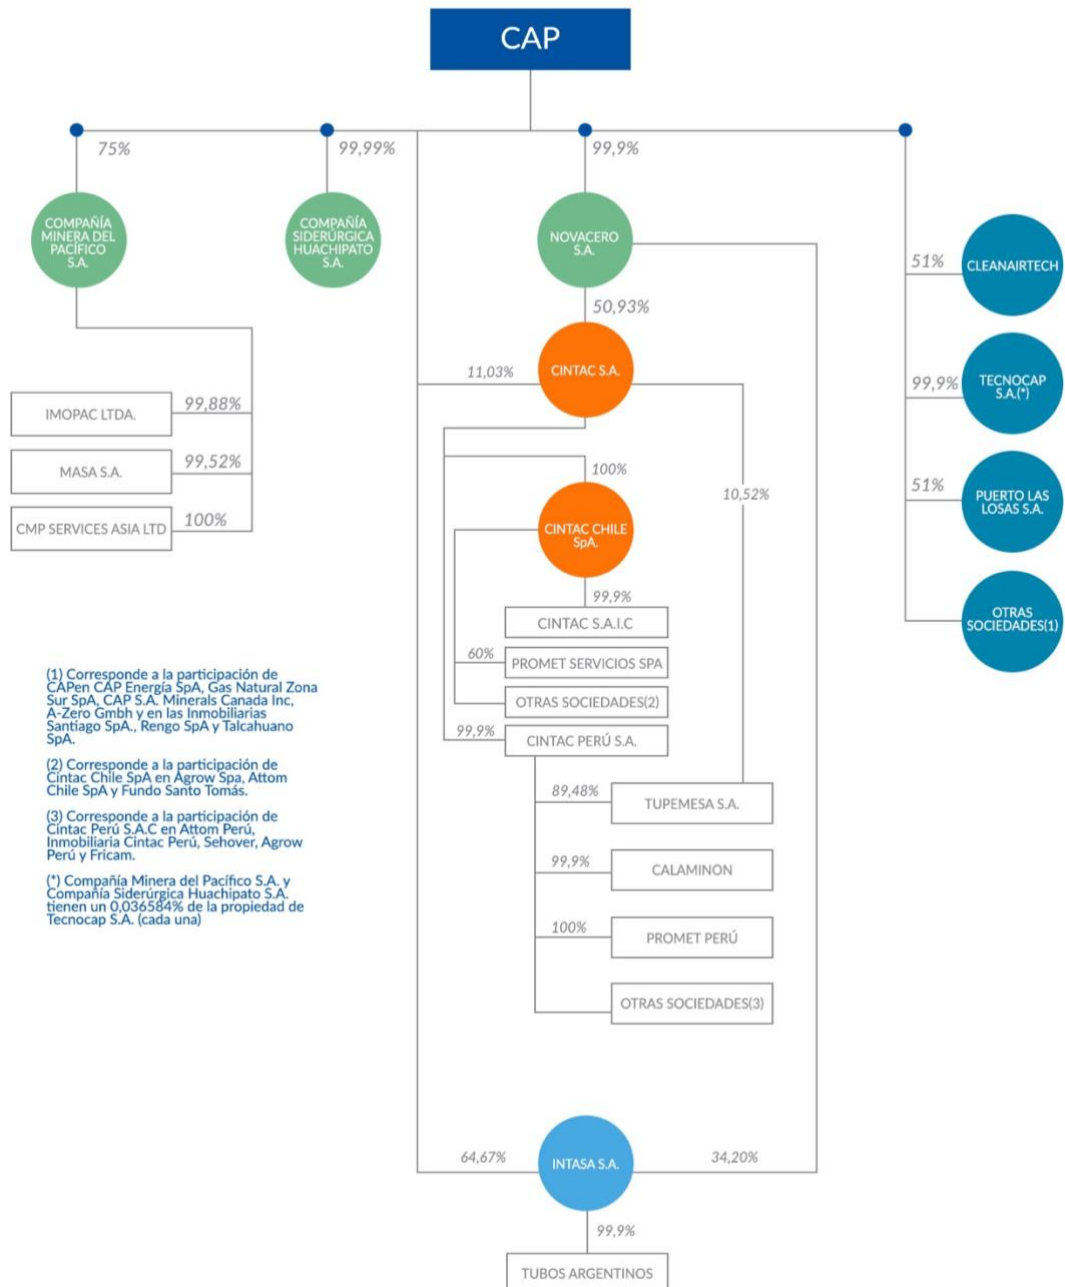 CAP
75%
99,99%
99,9%
COMPAÑÍA
MINERA DEL
PACÍFICO
S.A.
COMPAÑÍA
SIDERÚRGICA
HUACHIPATO
S.A.
NOVACERO
S.A.
51%
CLEANAIRTECH
50,93%
11,03%
CINTAC S.A.
99,9%
TECNOCAP
S.A.(*)
IMOPAC LTDA.
99,88%
MASA S.A.
99,52%
CMP SERVICES ASIA LTD
100%
100%
10,52%
51%
PUERTO LAS
LOSAS S.A.
CINTAC CHILE
SpA.
99,9%
CINTAC S.A.I.C
60%
PROMET SERVICIOS SPA
OTRAS SOCIEDADES(2)
99,9%
CINTAC PERÚ S.A.
OTRAS
SOCIEDADES(1)
(1) Corresponde a la participación de
CAPen CAP Energía SpA, Gas Natural Zona
Sur SpA, CAP S.A. Minerals Canada Inc,
A-Zero Gmbh y en las Inmobiliarias
Santiago SpA., Rengo SpA y Talcahuano
SpA.
(2) Corresponde a la participación de
Cintac Chile SpA en Agrow Spa, Attom
Chile SpA y Fundo Santo Tomás.
(3) Corresponde a la participación de
Cintac Perú S.A.C en Attom Perú,
Inmobiliaria Cintac Perú, Sehover, Agrow
Perú y Fricam.
(*) Compañía Minera del Pacífico S.A. y
Compañía Siderúrgica Huachipato S.A.
tienen un 0,036584% de la propiedad de
Tecnocap S.A. (cada una)
89,48%
TUPEMESA S.A.
99,9%
CALAMINON
100%
PROMET PERÚ
OTRAS SOCIEDADES(3)
64,67%
INTASA S.A.
34,20%
99,9%
TUBOS ARGENTINOS